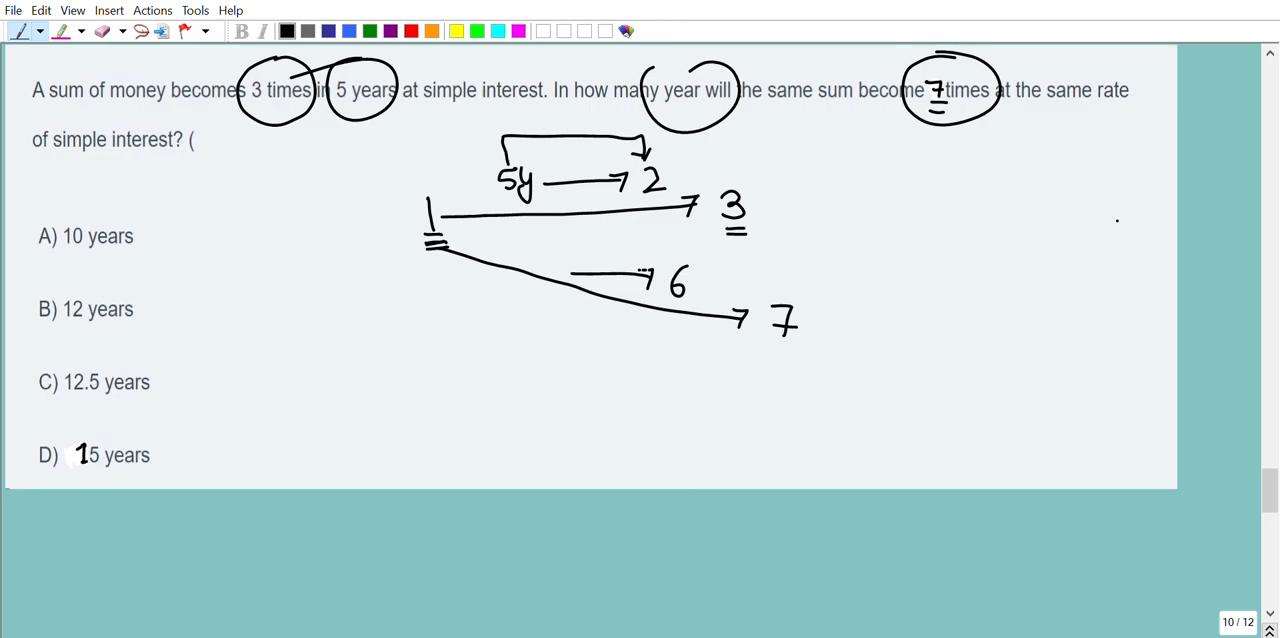 File Edit View Insert Actions Tools Help
B I
A sum of money becomes 3 times in 5 years at simple interest. In how many year will the same sum become 7 times at the same rate
of simple interest? (
5y → 2
1 → 3
→ 6
→ 7
A) 10 years
B) 12 years
C) 12.5 years
D) 15 years
10 / 12